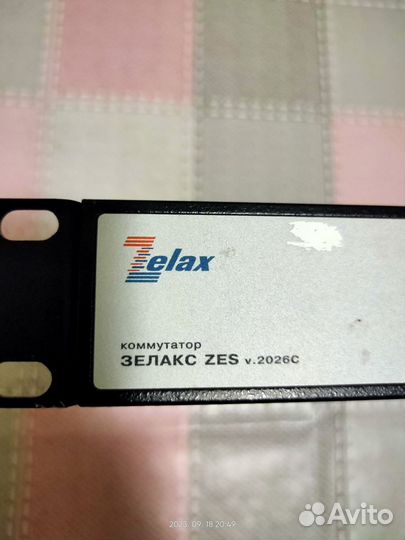 Zelax
коммутатор
ЗЕЛАКС ZES v.2026C
2023. 09. 18 20:49
Avito